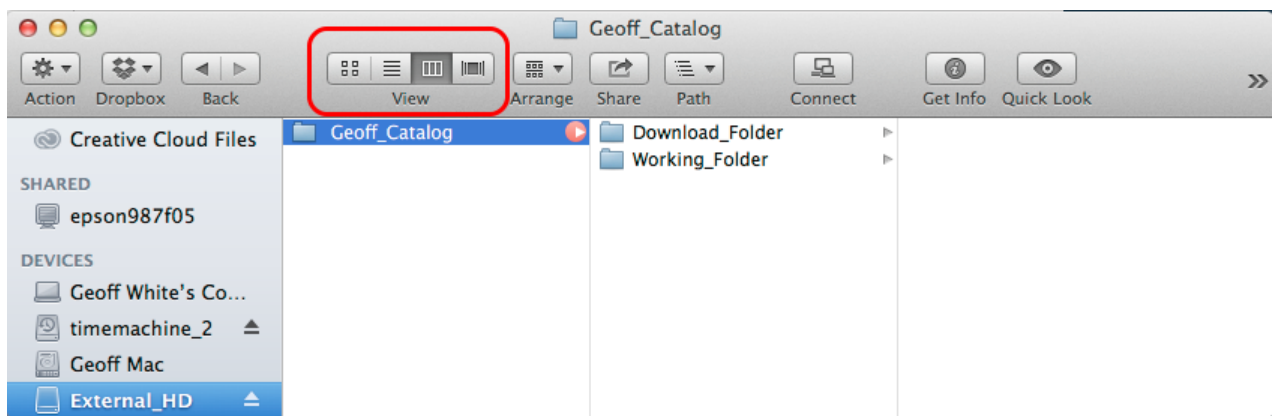 Geoff_Catalog
Action Dropbox Back View Arrange Share Path Connect Get Info Quick Look
Creative Cloud Files
SHARED
epson987f05
DEVICES
Geoff White's Co...
timemachine_2
Geoff Mac
External_HD
Geoff_Catalog
Download_Folder
Working_Folder